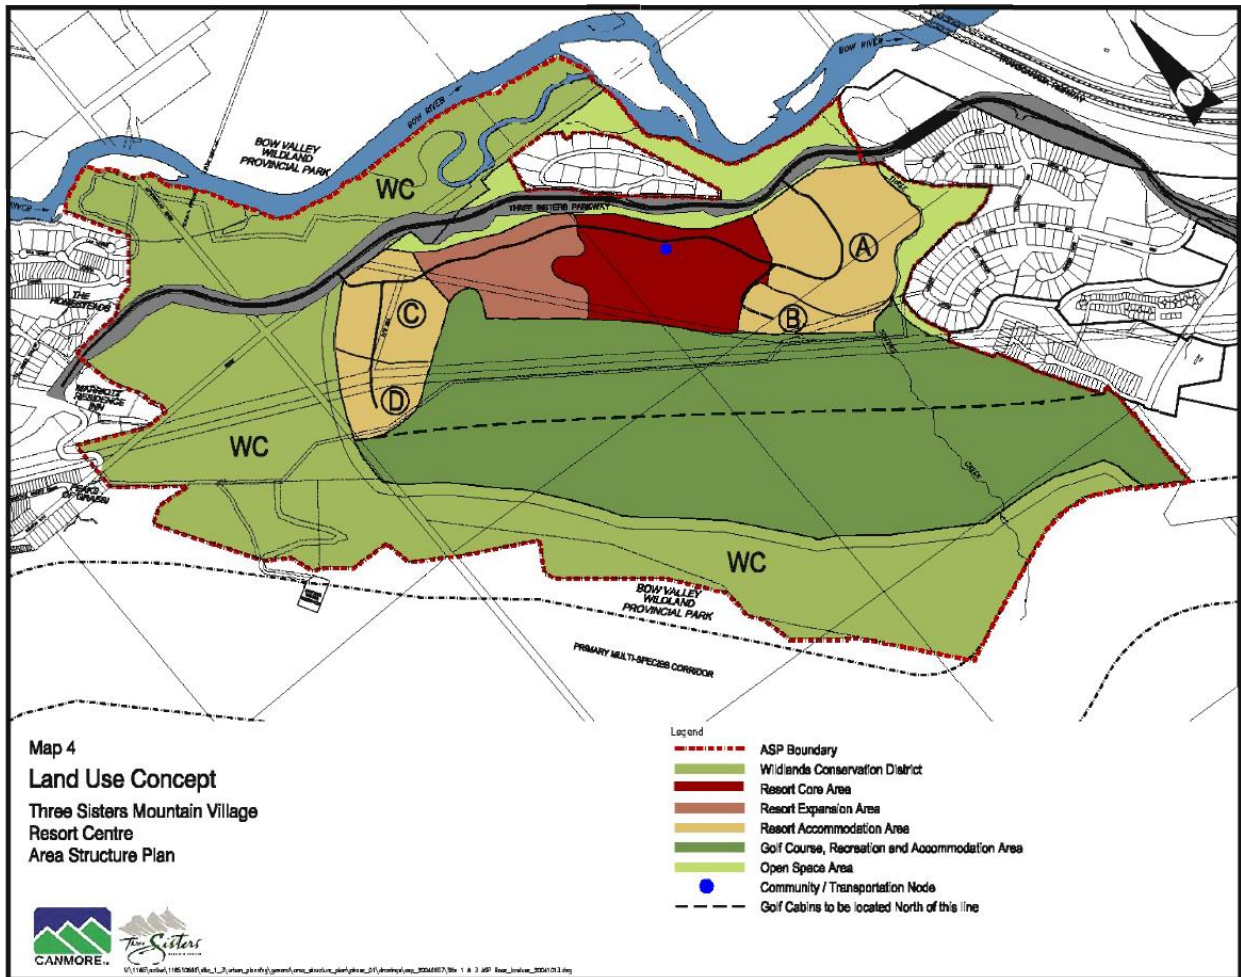 BOW RIVER
BOW RIVER
WC
BOW VALLEY
WILDLAND
PROVINCIAL PARK
RIVER
THREE SISTERS PARKWAY
A
B
C
D
THE
HOMESTEADS
MARRIOTT
RESIDENCE
INN
PEAKS
OF GRASSI
WC
CREEK
WC
BOW VALLEY
WILDLAND
PROVINCIAL PARK
PRIMARY MULTI-SPECIES CORRIDOR
Map 4
Land Use Concept
Three Sisters Mountain Village
Resort Centre
Area Structure Plan
CANMORE
Three Sisters
Legend
ASP Boundary
Wildlands Conservation District
Resort Core Area
Resort Expansion Area
Resort Accommodation Area
Golf Course, Recreation and Accommodation Area
Open Space Area
Community / Transportation Node
Golf Cabins to be located North of this line